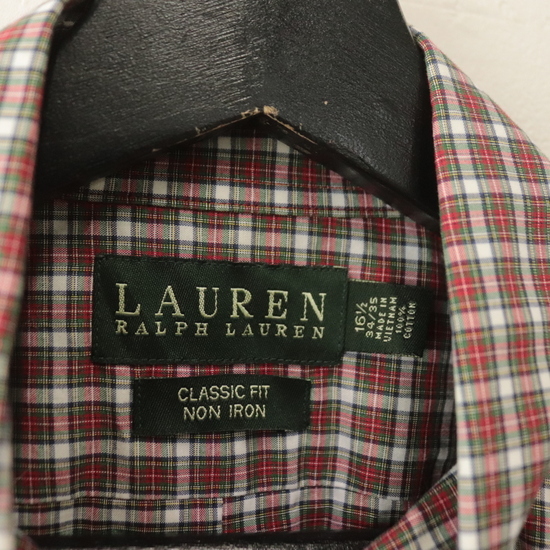 LAUREN
RALPH LAUREN
16½
34/35
MADE IN
VIETNAM
100%
COTTON
CLASSIC FIT
NON IRON